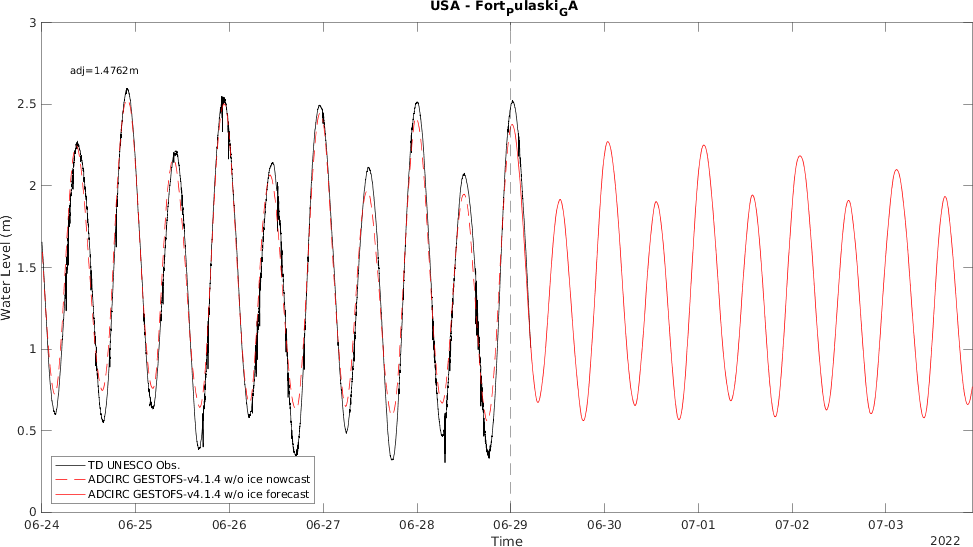 USA - FortPulaskiGA
adj=1.4762m
Water Level (m)
3
2.5
2
1.5
1
0.5
0
TD UNESCO Obs.
ADCIRC GESTOFS-v4.1.4 w/o ice nowcast
ADCIRC GESTOFS-v4.1.4 w/o ice forecast
06-24 06-25 06-26 06-27 06-28 06-29 06-30 07-01 07-02 07-03
Time
2022